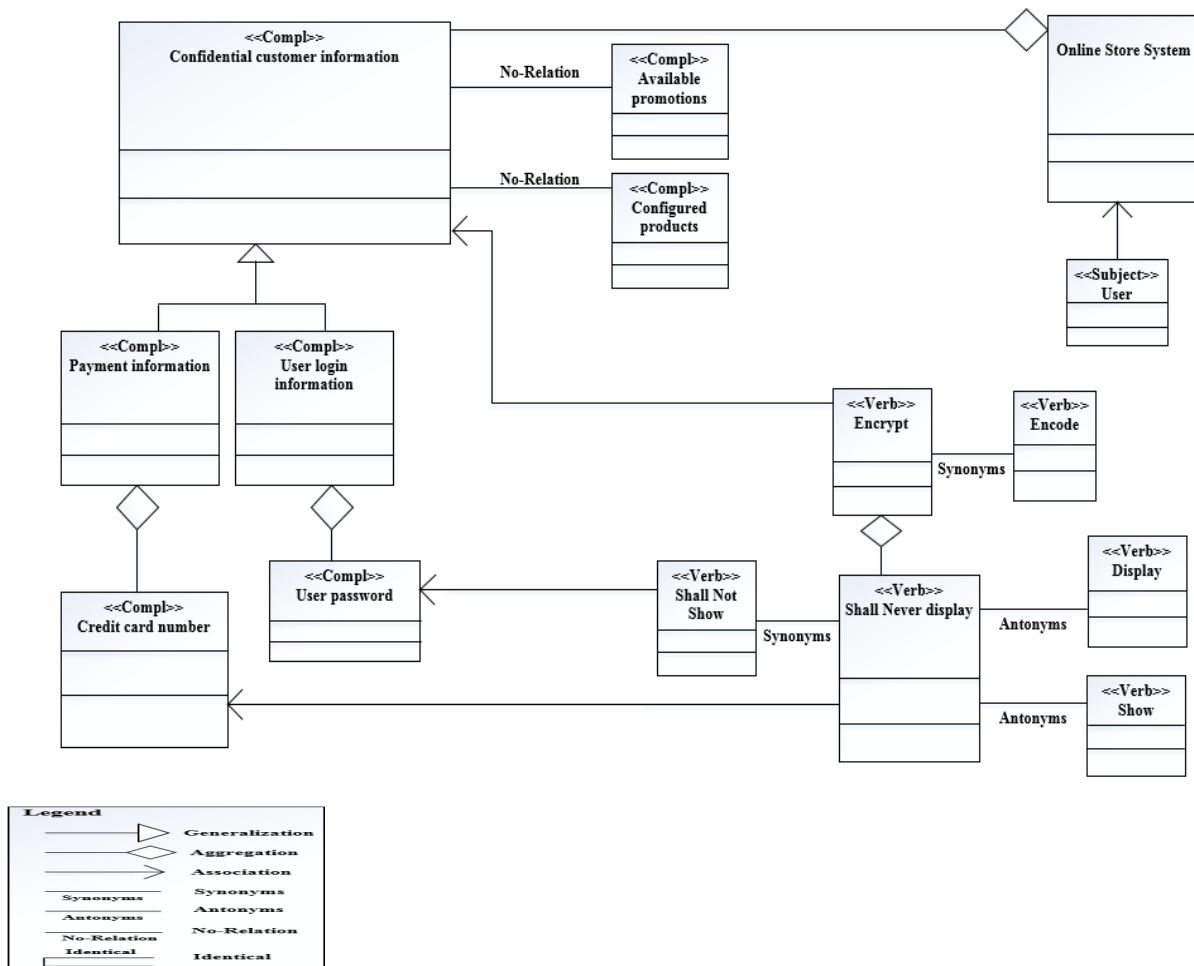 <<Compl>>
Confidential customer information
Online Store System
<<Compl>>
Available
promotions
No-Relation
<<Compl>>
Configured
products
No-Relation
<<Subject>>
User
<<Compl>>
Payment information
<<Compl>>
User login
information
<<Verb>>
Encrypt
<<Verb>>
Encode
Synonyms
<<Compl>>
User password
<<Verb>>
Shall Not
Show
Synonyms
<<Verb>>
Shall Never display
<<Verb>>
Display
Antonyms
<<Compl>>
Credit card number
<<Verb>>
Show
Antonyms
Legend
Generalization
Aggregation
Association
Synonyms
Synonyms
Antonyms
Antonyms
No-Relation
No-Relation
Identical
Identical